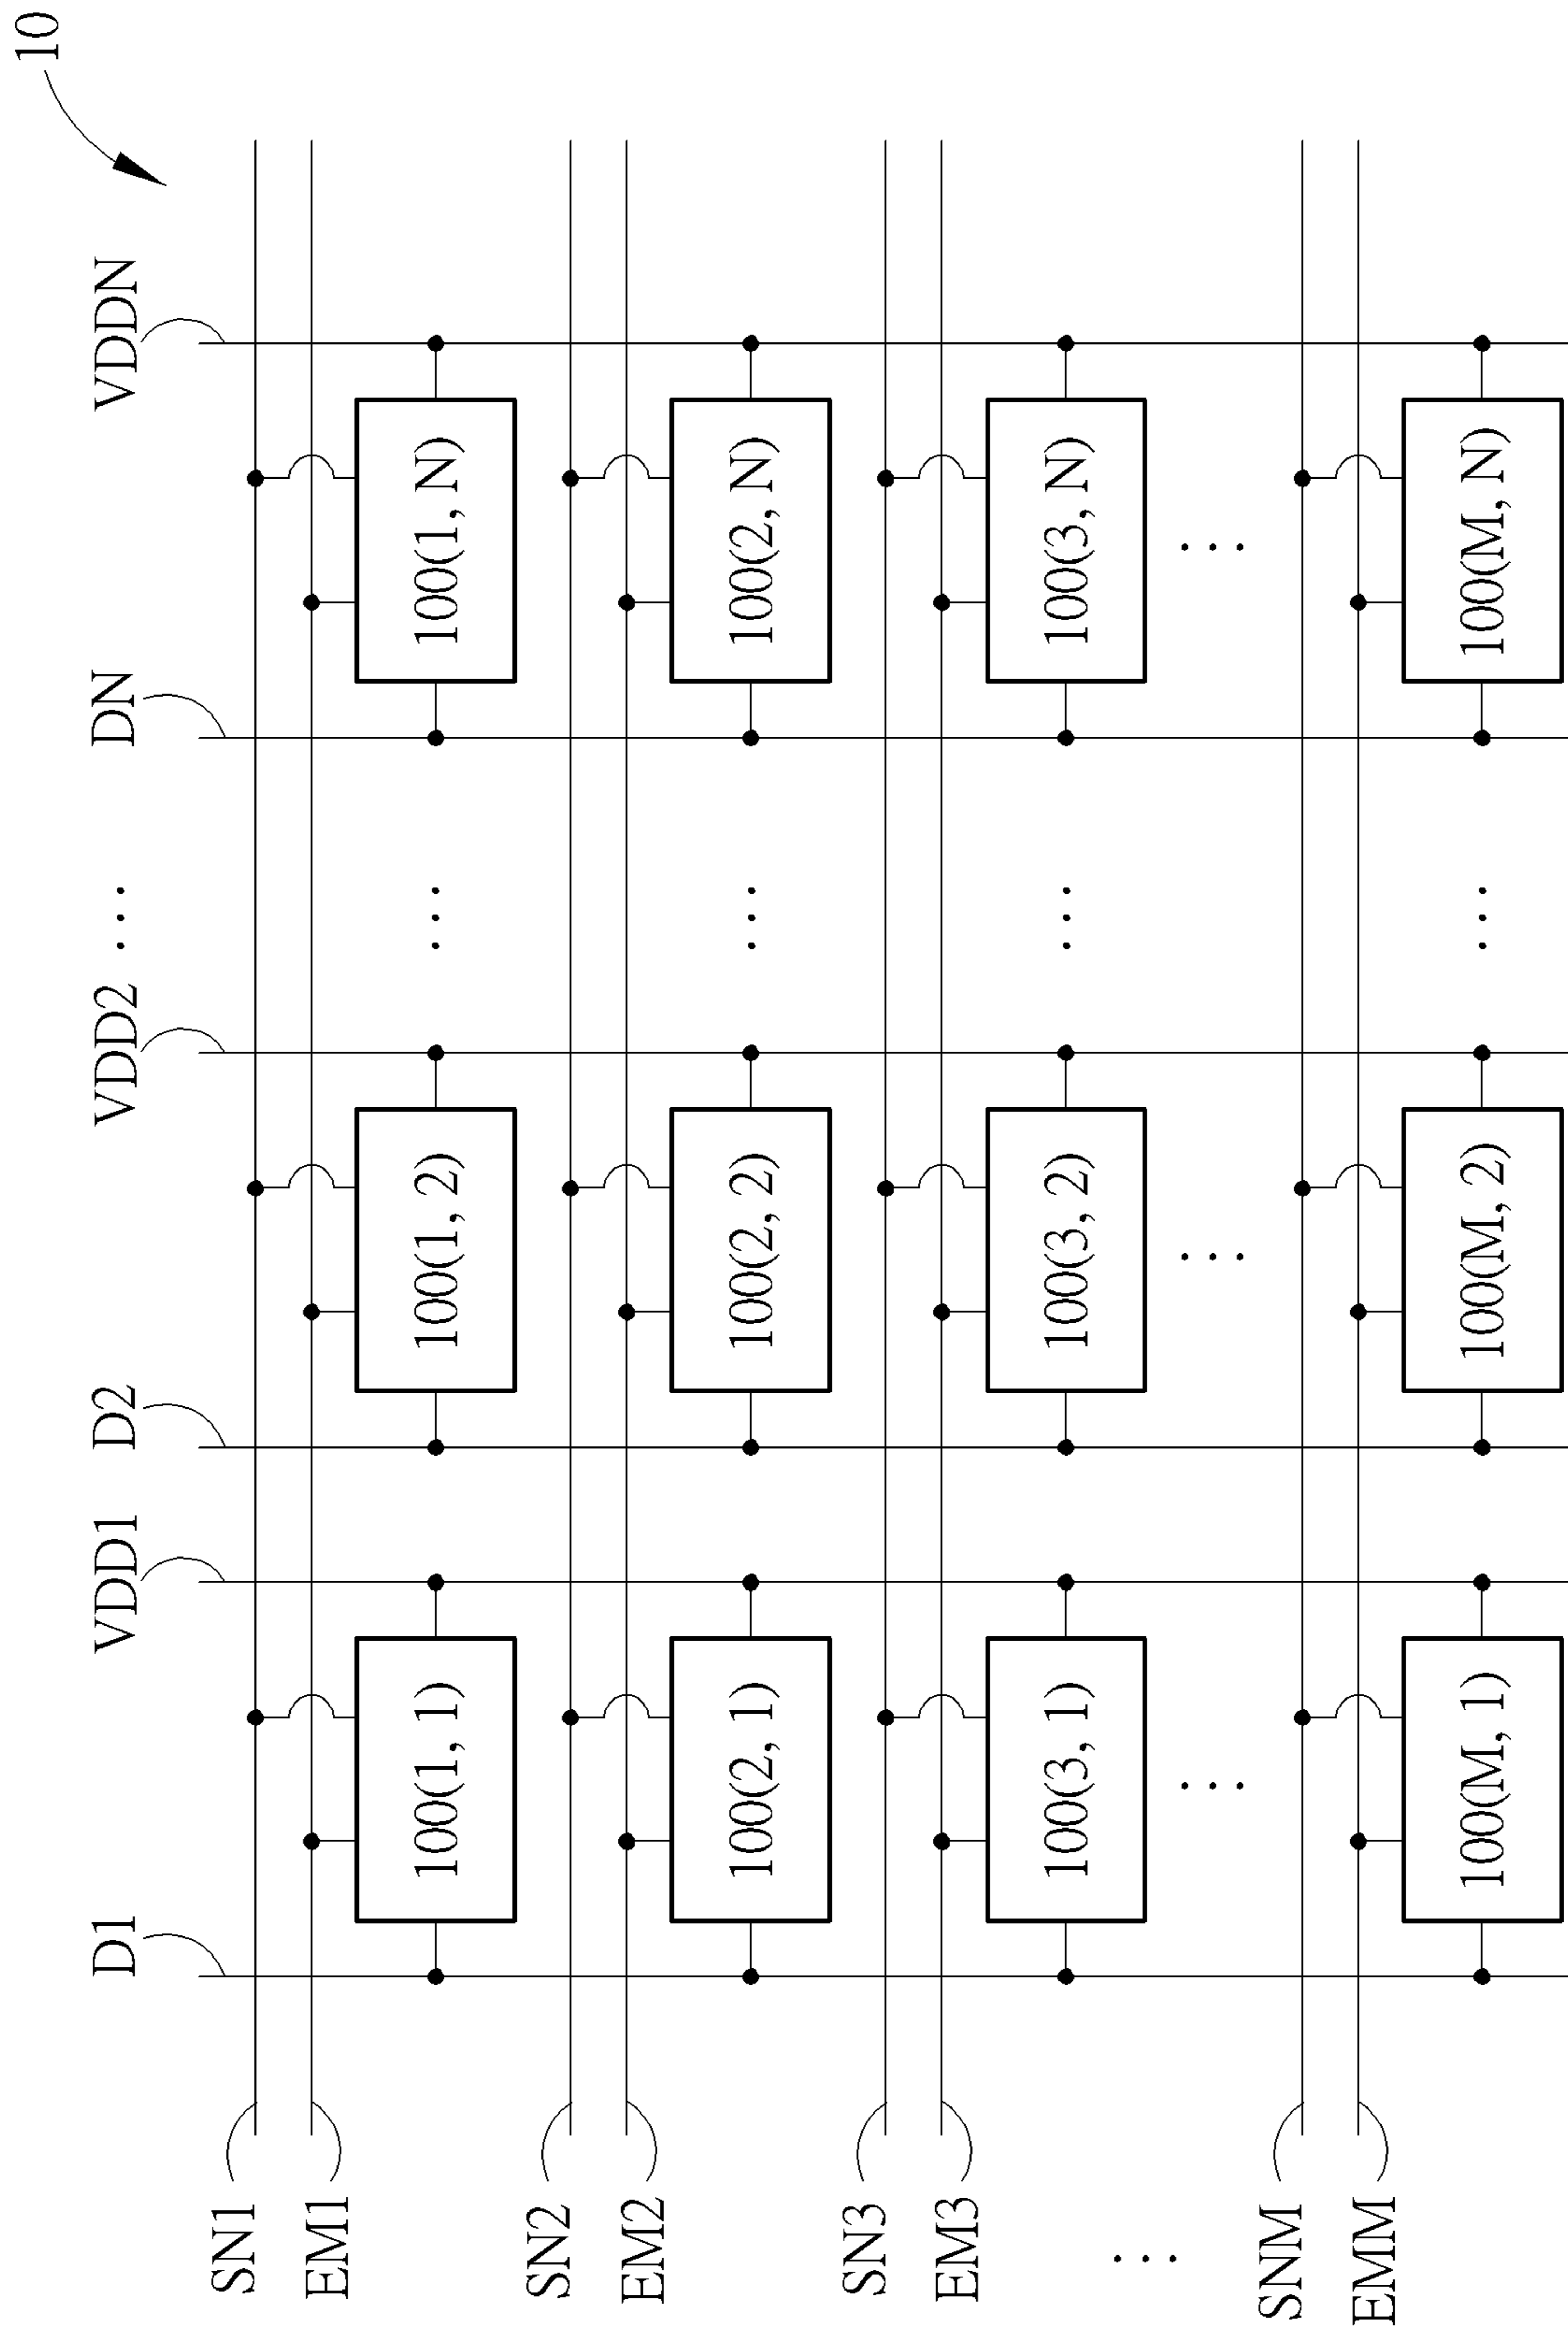 10
D1 VDD1 D2 VDD2 ... DN VDDN
SN1
EM1
100(1, 1) 100(1, 2) ... 100(1, N)
SN2
EM2
100(2, 1) 100(2, 2) ... 100(2, N)
SN3
EM3
100(3, 1) 100(3, 2) ... 100(3, N)
... ... ... ...
SNM
EMM
100(M, 1) 100(M, 2) ... 100(M, N)